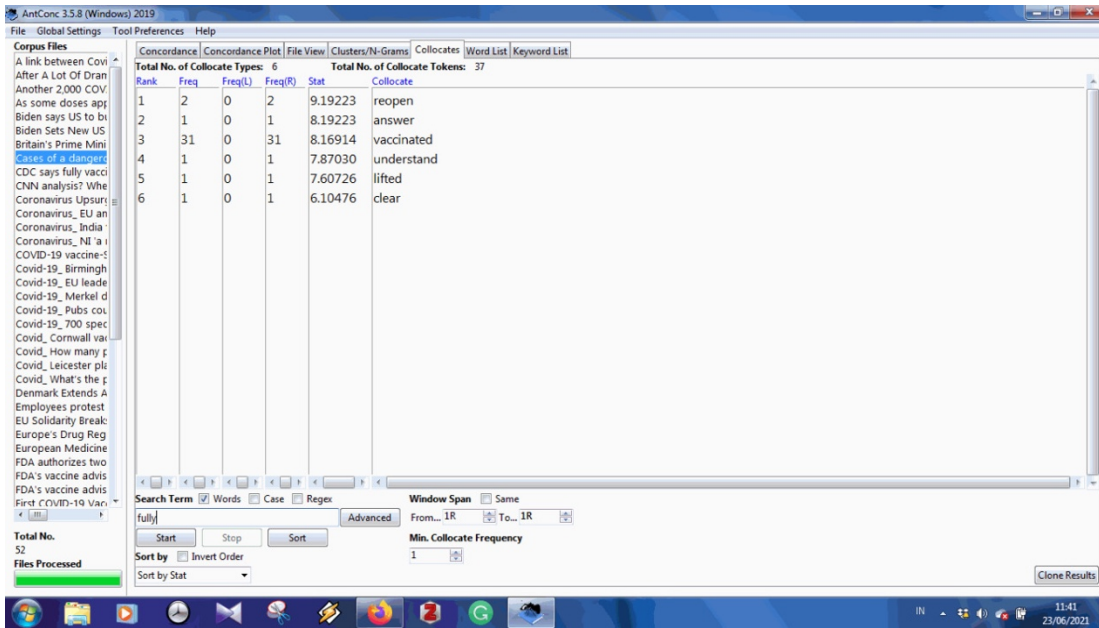 AntConc 3.5.8 (Windows) 2019
File Global Settings Tool Preferences Help
Corpus Files
A link between Covi
After A Lot Of Dran
Another 2,000 COV
As some doses app
Biden says US to bu
Biden Sets New US
Britain's Prime Mini
Cases of a dangero
CDC says fully vacci
CNN analysis? Whe
Coronavirus Upsurg
Coronavirus_ EU an
Coronavirus_ India
Coronavirus_ NI 'a
COVID-19 vaccine-S
Covid-19_ Birmingh
Covid-19_ EU leade
Covid-19_ Merkel d
Covid-19_ Pubs cou
Covid-19_ 700 spec
Covid_ Cornwall vac
Covid_ How many p
Covid_ Leicester pla
Covid_ What's the p
Denmark Extends A
Employees protest
EU Solidarity Break
Europe's Drug Reg
European Medicine
FDA authorizes two
FDA's vaccine advis
FDA's vaccine advis
First COVID-19 Vac
Total No.
52
Files Processed
Concordance Concordance Plot File View Clusters/N-Grams Collocates Word List Keyword List
Total No. of Collocate Types: 6 Total No. of Collocate Tokens: 37
Rank Freq Freq(L) Freq(R) Stat Collocate
1 2 0 2 9.19223 reopen
2 1 0 1 8.19223 answer
3 31 0 31 8.16914 vaccinated
4 1 0 1 7.87030 understand
5 1 0 1 7.60726 lifted
6 1 0 1 6.10476 clear
Search Term Words Case Regex Window Span Same
fully Advanced From... 1R To... 1R
Start Stop Sort Min. Collocate Frequency
Sort by Invert Order 1
Sort by Stat Clone Results
IN 11:41
23/06/2021